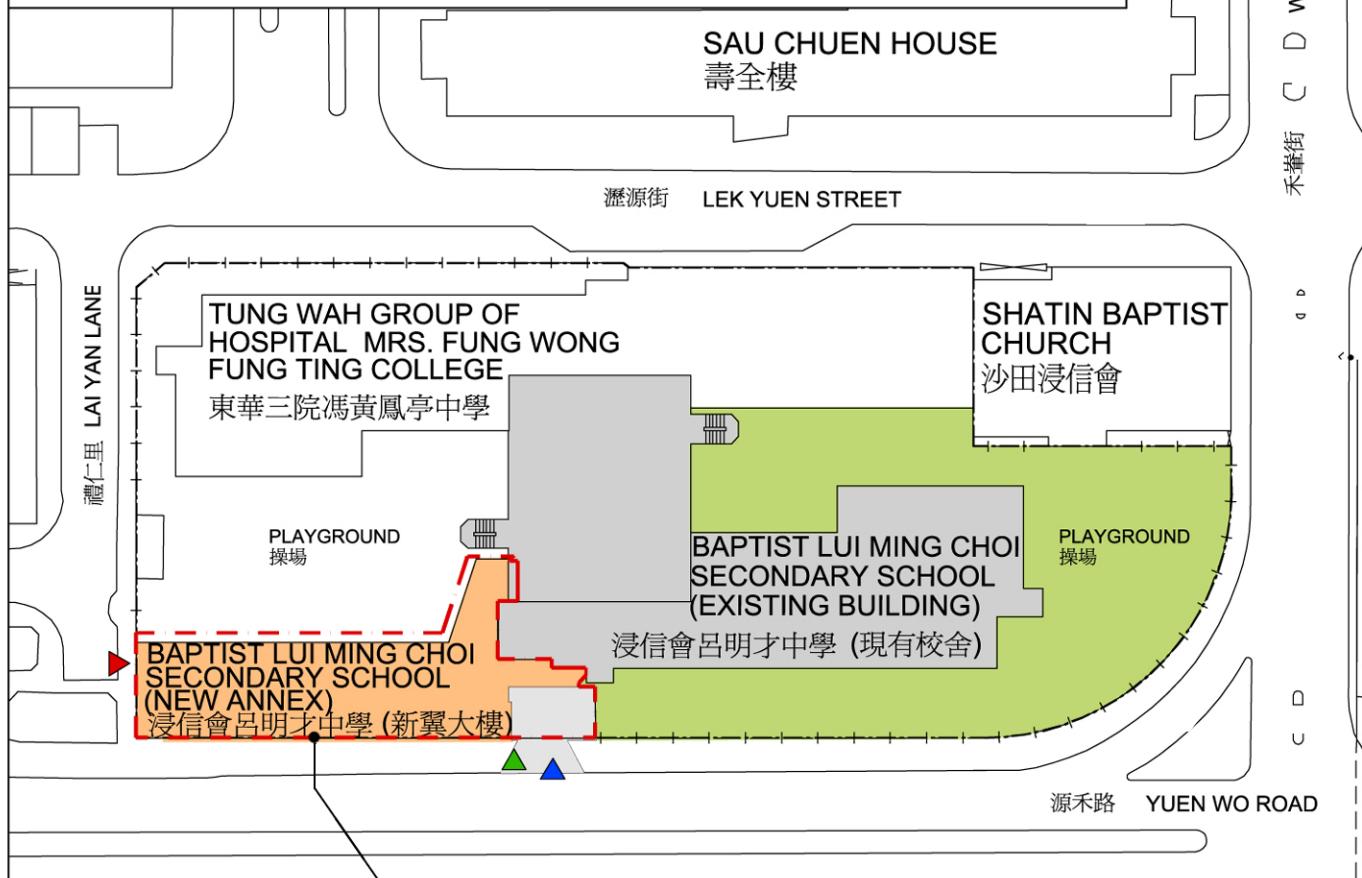 SAU CHUEN HOUSE
壽全樓
瀝源街 LEK YUEN STREET
禾輋街
禮仁里 LAI YAN LANE
TUNG WAH GROUP OF
HOSPITAL MRS. FUNG WONG
FUNG TING COLLEGE
東華三院馮黃鳳亭中學
SHATIN BAPTIST
CHURCH
沙田浸信會
PLAYGROUND
操場
BAPTIST LUI MING CHOI
SECONDARY SCHOOL
(EXISTING BUILDING)
浸信會呂明才中學 (現有校舍)
PLAYGROUND
操場
BAPTIST LUI MING CHOI
SECONDARY SCHOOL
(NEW ANNEX)
浸信會呂明才中學 (新翼大樓)
源禾路 YUEN WO ROAD